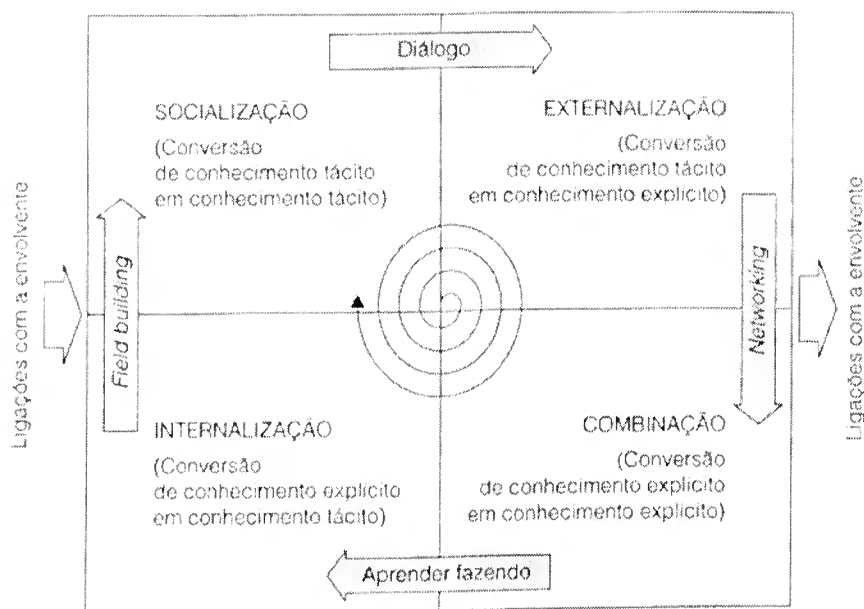 Diálogo
SOCIALIZAÇÃO
(Conversão
de conhecimento tácito
em conhecimento tácito)
EXTERNALIZAÇÃO
(Conversão
de conhecimento tácito
em conhecimento explícito)
Ligações com a envolvente
Field building
Networking
Ligações com a envolvente
INTERNALIZAÇÃO
(Conversão
de conhecimento explícito
em conhecimento tácito)
COMBINAÇÃO
(Conversão
de conhecimento explícito
em conhecimento explícito)
Aprender fazendo